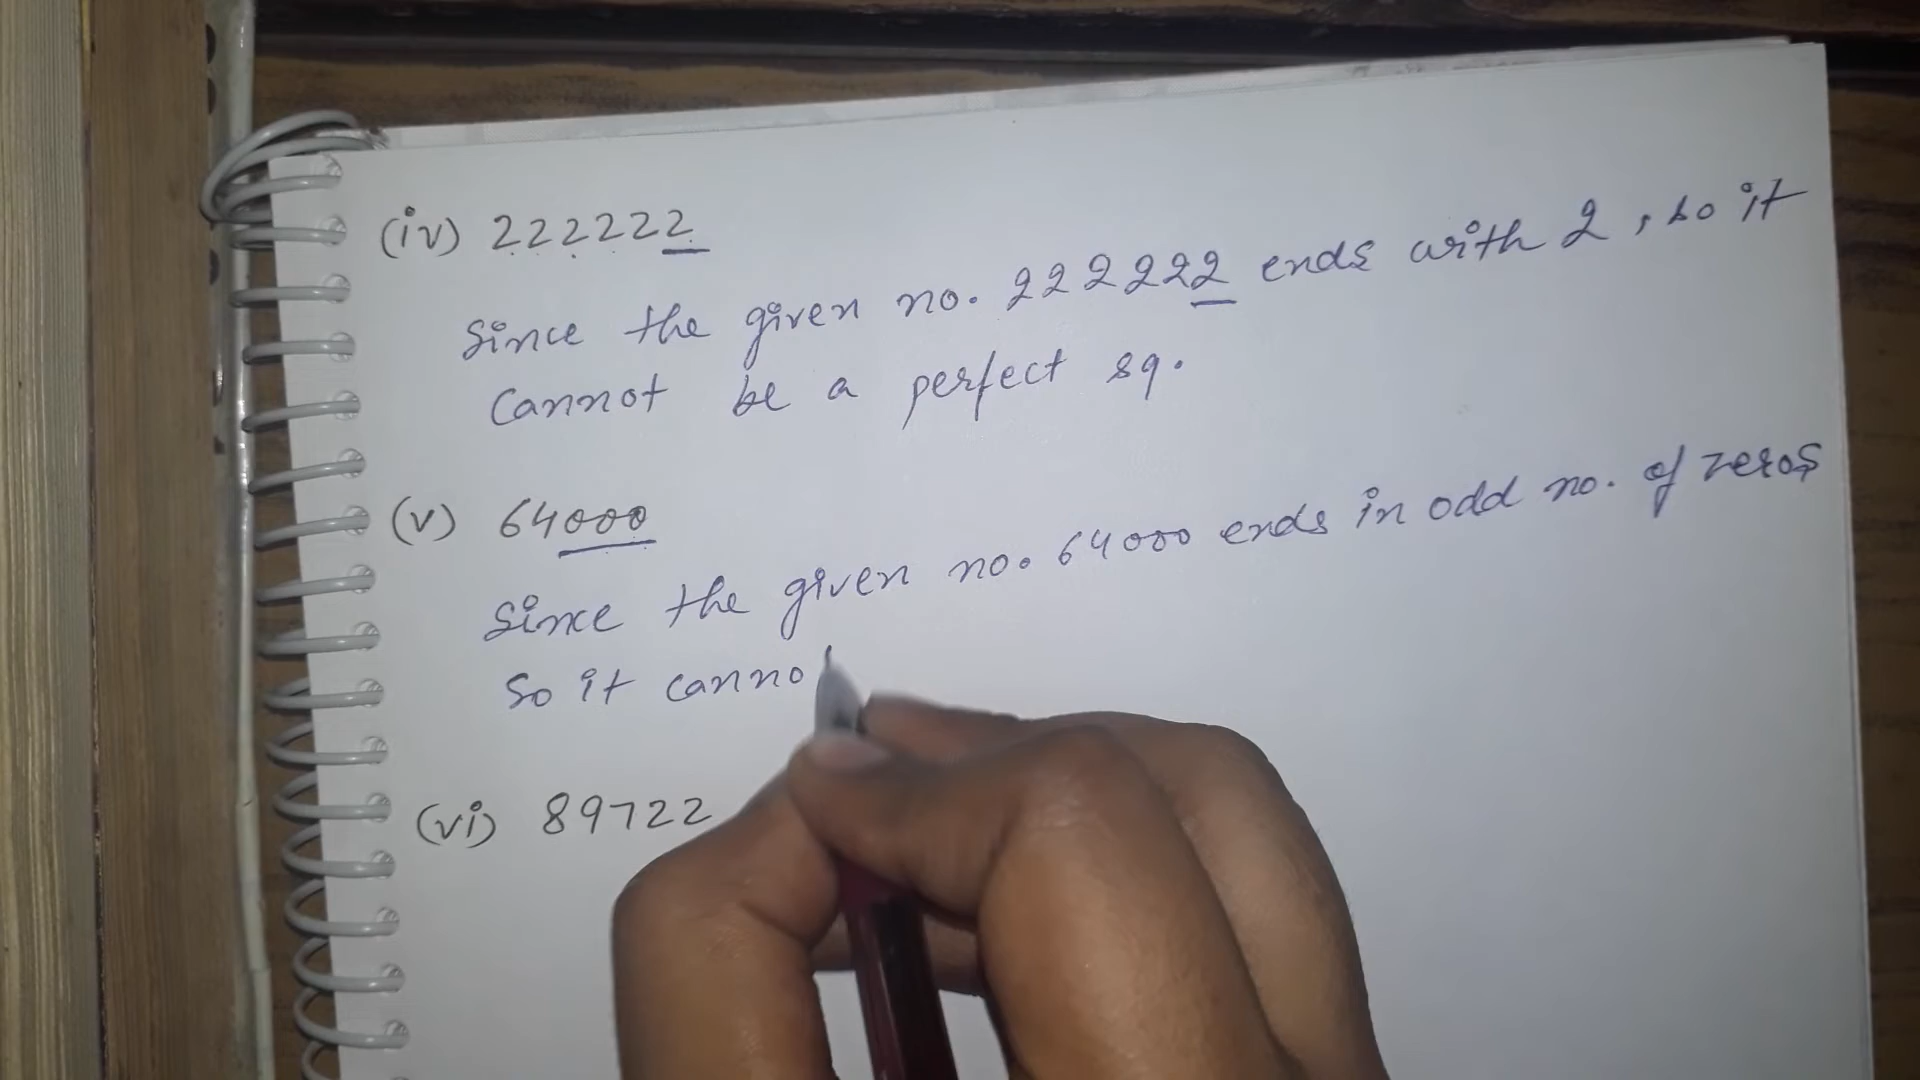 (iv) 222222
Since the given no. 222222 ends with 2, so it
cannot be a perfect sq.
(v) 64000
Since the given no. 64000 ends in odd no. of zeros
So it canno
(vi) 89722